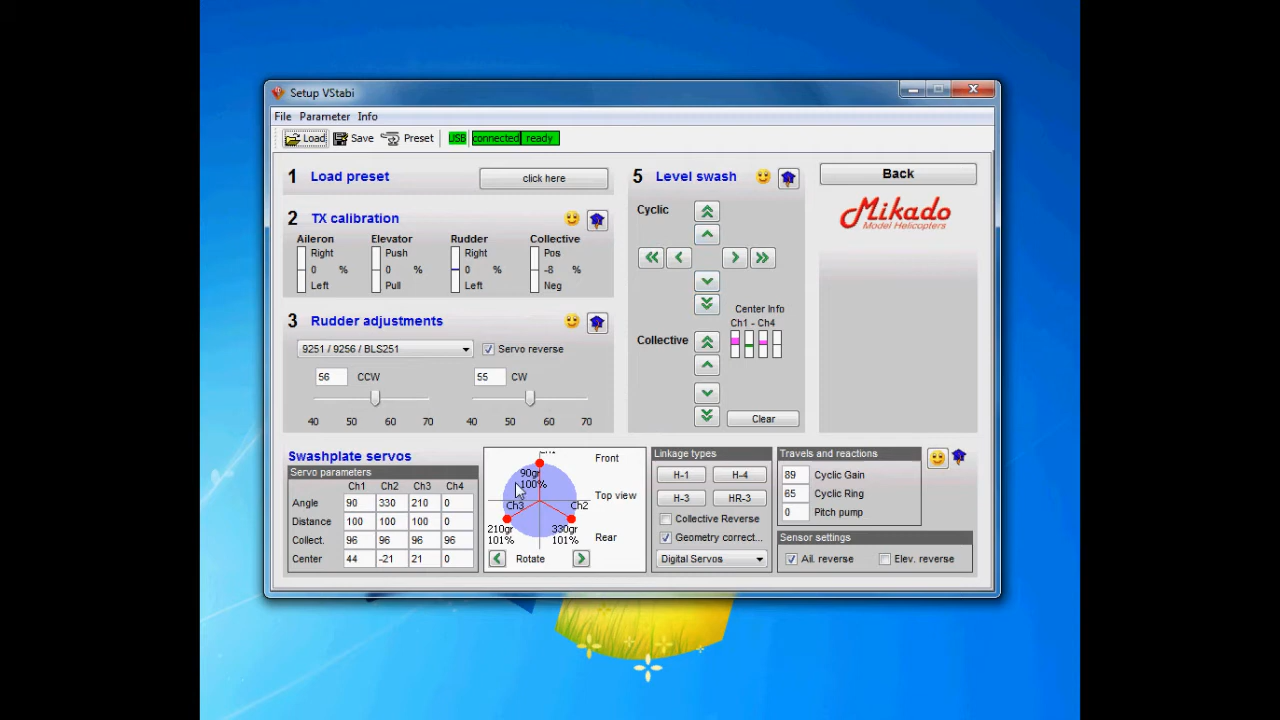 Setup VStabi
File Parameter Info
Load Save Preset USB connected ready
1 Load preset click here
2 TX calibration
Aileron Elevator Rudder Collective
Right Push Right Pos
0 % 0 % 0 % -8 %
Left Pull Left Neg
3 Rudder adjustments
9251 / 9256 / BLS251 Servo reverse
56 CCW 55 CW
40 50 60 70 40 50 60 70
5 Level swash
Cyclic
Center Info
Ch1 - Ch4
Collective
Clear
Back
Mikado
Model Helicopters
Swashplate servos
Servo parameters
Ch1 Ch2 Ch3 Ch4
Angle 90 330 210 0
Distance 100 100 100 0
Collect. 96 96 96 96
Center 44 -21 21 0
Front
90gr
100%
Top view
Ch3 Ch2
210gr 330gr
101% 101%
Rear
Rotate
Linkage types
H-1 H-4
H-3 HR-3
Collective Reverse
Geometry correct...
Digital Servos
Travels and reactions
89 Cyclic Gain
65 Cyclic Ring
0 Pitch pump
Sensor settings
Ail. reverse Elev. reverse